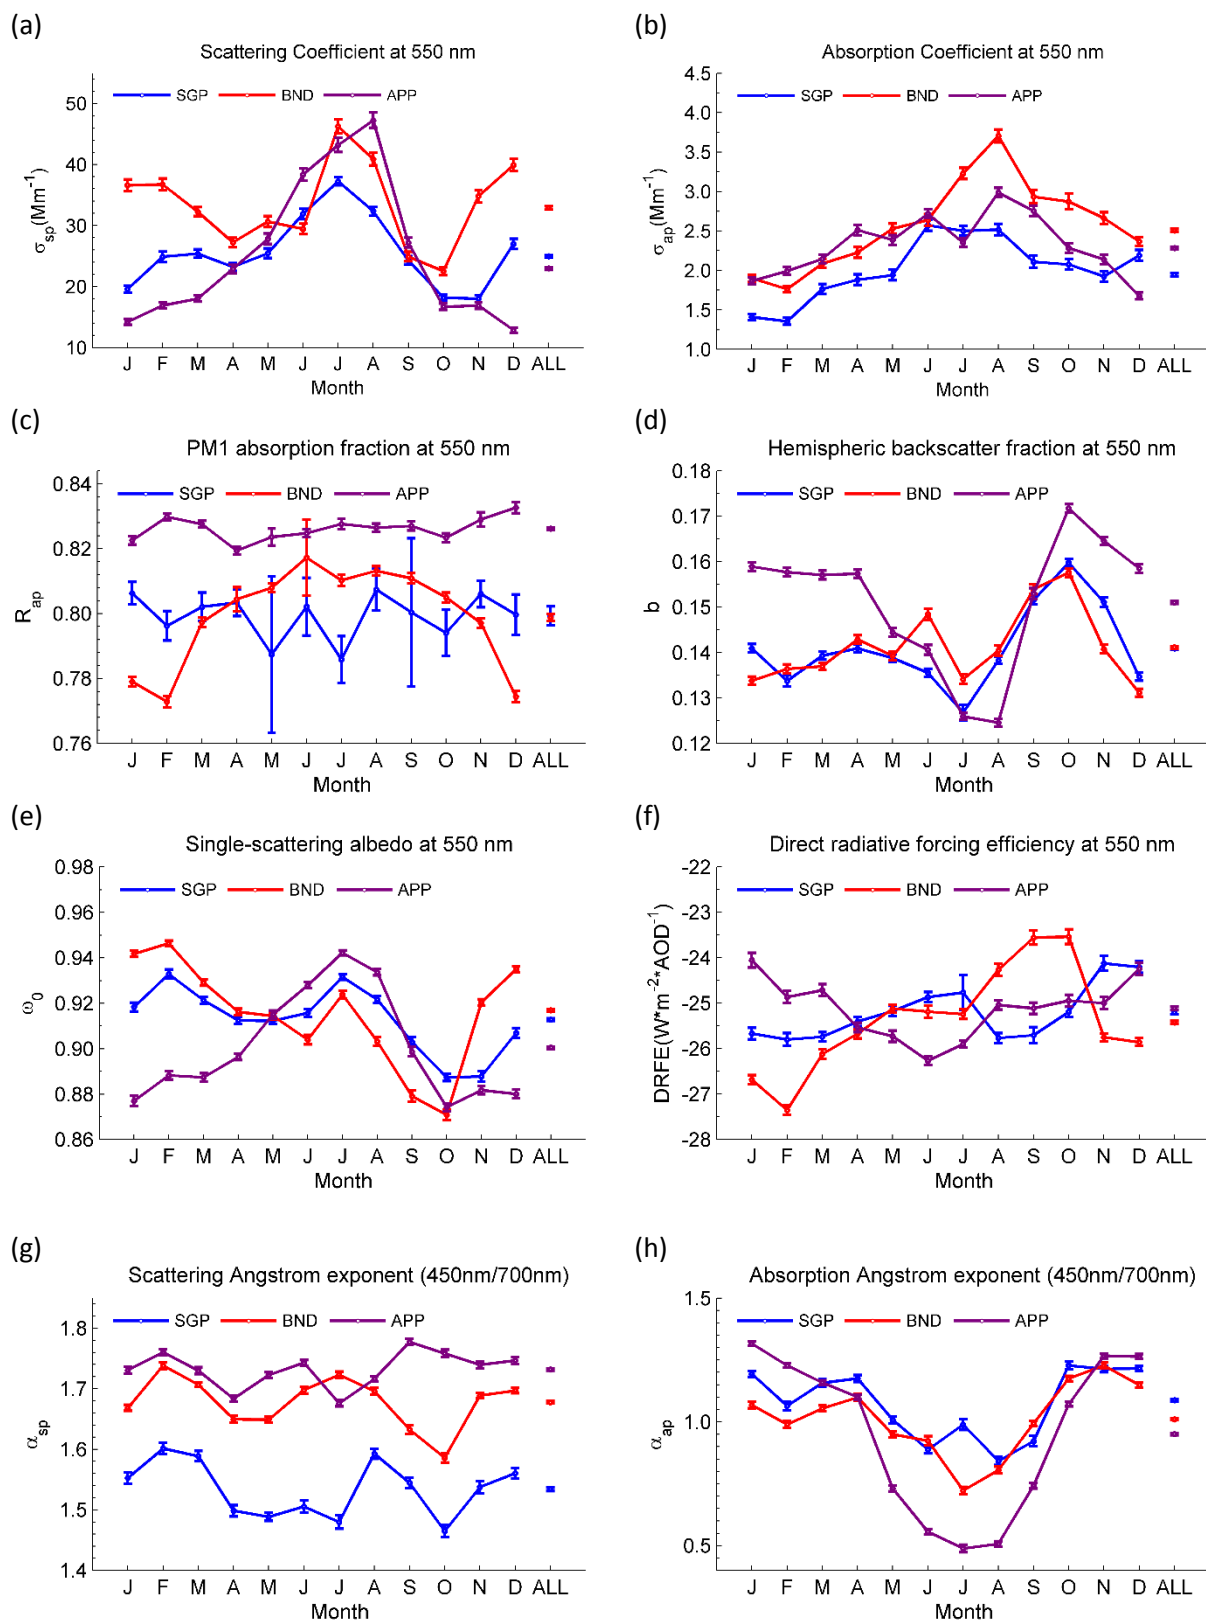 (a)
Scattering Coefficient at 550 nm
SGP BND APP
σsp(Mm⁻¹)
50
40
30
20
10
J F M A M J J A S O N D ALL
Month
(b)
Absorption Coefficient at 550 nm
SGP BND APP
σap(Mm⁻¹)
4.5
4.0
3.5
3.0
2.5
2.0
1.5
1.0
J F M A M J J A S O N D ALL
Month
(c)
PM1 absorption fraction at 550 nm
SGP BND APP
Rap
0.84
0.82
0.80
0.78
0.76
J F M A M J J A S O N D ALL
Month
(d)
Hemispheric backscatter fraction at 550 nm
SGP BND APP
b
0.18
0.17
0.16
0.15
0.14
0.13
0.12
J F M A M J J A S O N D ALL
Month
(e)
Single-scattering albedo at 550 nm
SGP BND APP
ω0
0.98
0.96
0.94
0.92
0.90
0.88
0.86
J F M A M J J A S O N D ALL
Month
(f)
Direct radiative forcing efficiency at 550 nm
SGP BND APP
DRFE(W*m⁻²*AOD⁻¹)
-22
-23
-24
-25
-26
-27
-28
J F M A M J J A S O N D ALL
Month
(g)
Scattering Angstrom exponent (450nm/700nm)
SGP BND APP
αsp
1.8
1.7
1.6
1.5
1.4
J F M A M J J A S O N D ALL
Month
(h)
Absorption Angstrom exponent (450nm/700nm)
SGP BND APP
αap
1.5
1.0
0.5
J F M A M J J A S O N D ALL
Month